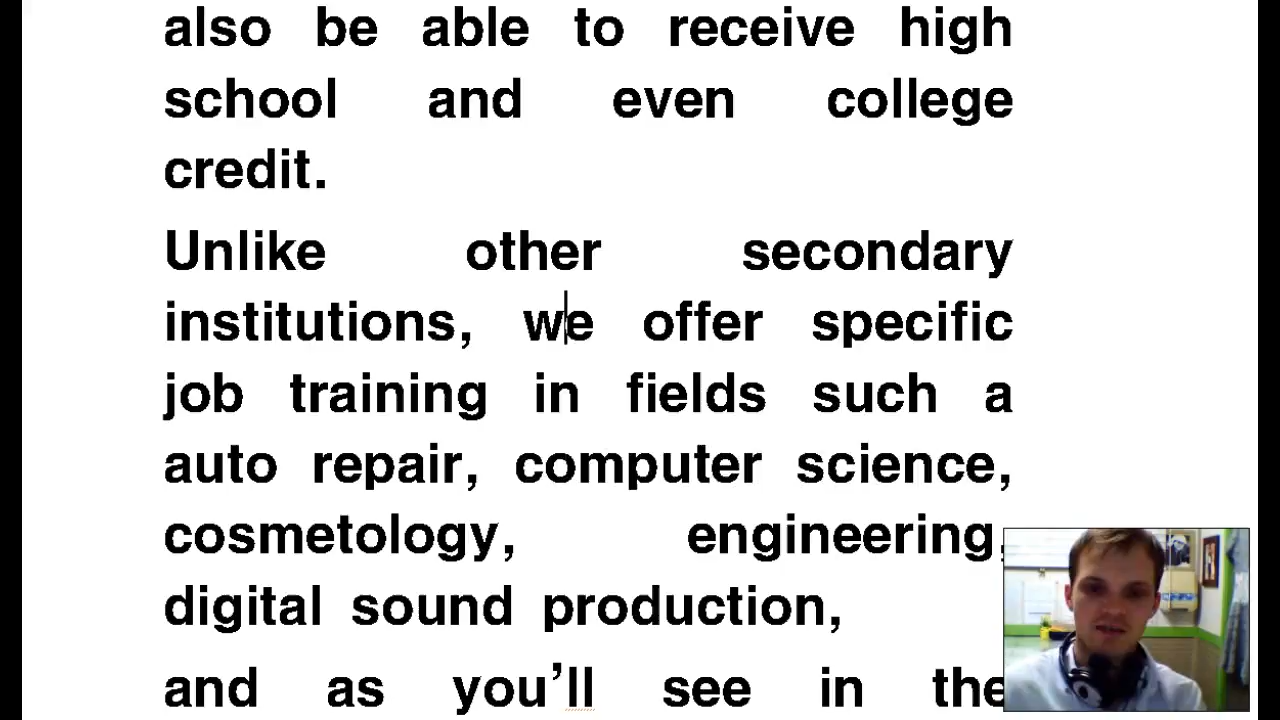 also be able to receive high
school and even college
credit.
Unlike other secondary
institutions, we offer specific
job training in fields such a
auto repair, computer science,
cosmetology, engineering,
digital sound production,
and as you’ll see in the